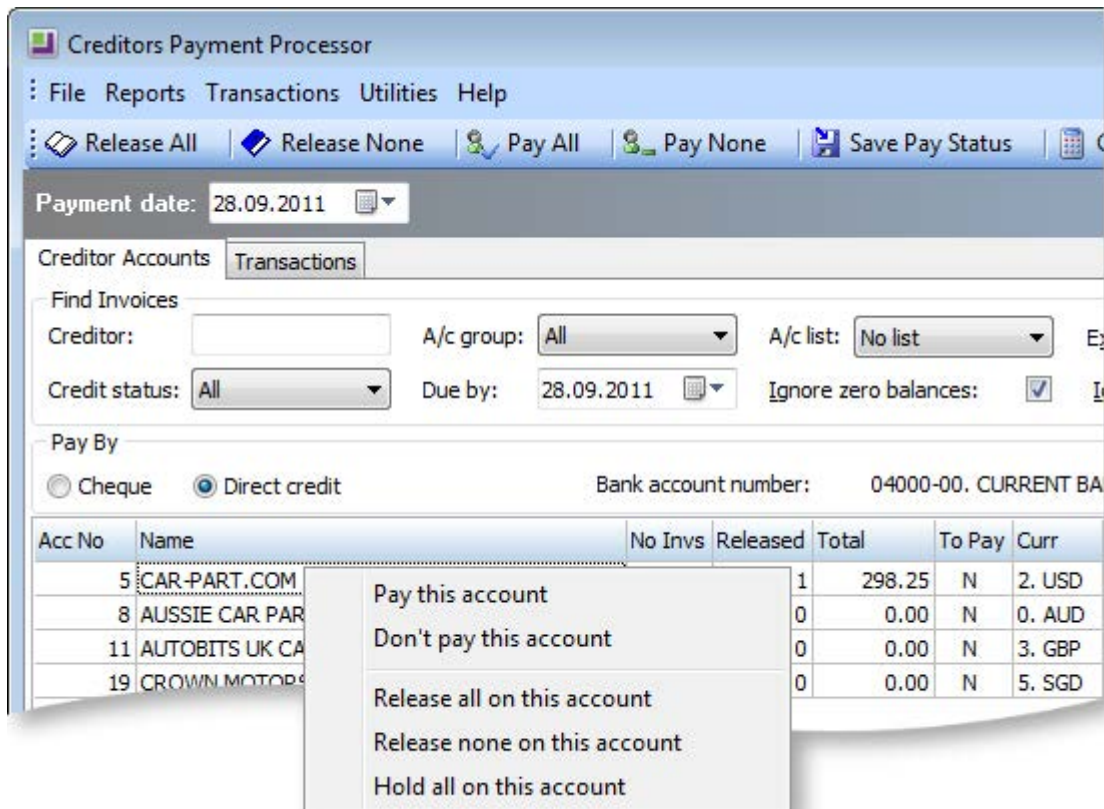 Creditors Payment Processor
File Reports Transactions Utilities Help
Release All Release None Pay All Pay None Save Pay Status
Payment date: 28.09.2011
Creditor Accounts Transactions
Find Invoices
Creditor: A/c group: All A/c list: No list
Credit status: All Due by: 28.09.2011 Ignore zero balances:
Pay By
Cheque Direct credit Bank account number: 04000-00. CURRENT BA
Acc No Name No Invs Released Total To Pay Curr
5 CAR-PART.COM 1 298.25 N 2. USD
8 AUSSIE CAR PAR 0 0.00 N 0. AUD
11 AUTOBITS UK CA 0 0.00 N 3. GBP
19 CROWN MOTORS 0 0.00 N 5. SGD
Pay this account
Don't pay this account
Release all on this account
Release none on this account
Hold all on this account